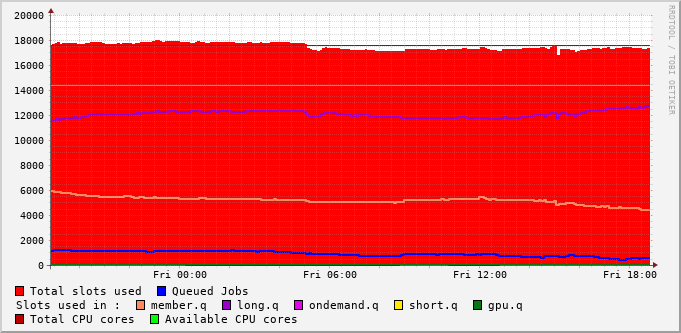 20000
18000
16000
14000
12000
10000
8000
6000
4000
2000
0
Fri 00:00 Fri 06:00 Fri 12:00 Fri 18:00
RRDTOOL / TOBI OETIKER
Total slots used Queued Jobs
Slots used in : member.q long.q ondemand.q short.q gpu.q
Total CPU cores Available CPU cores